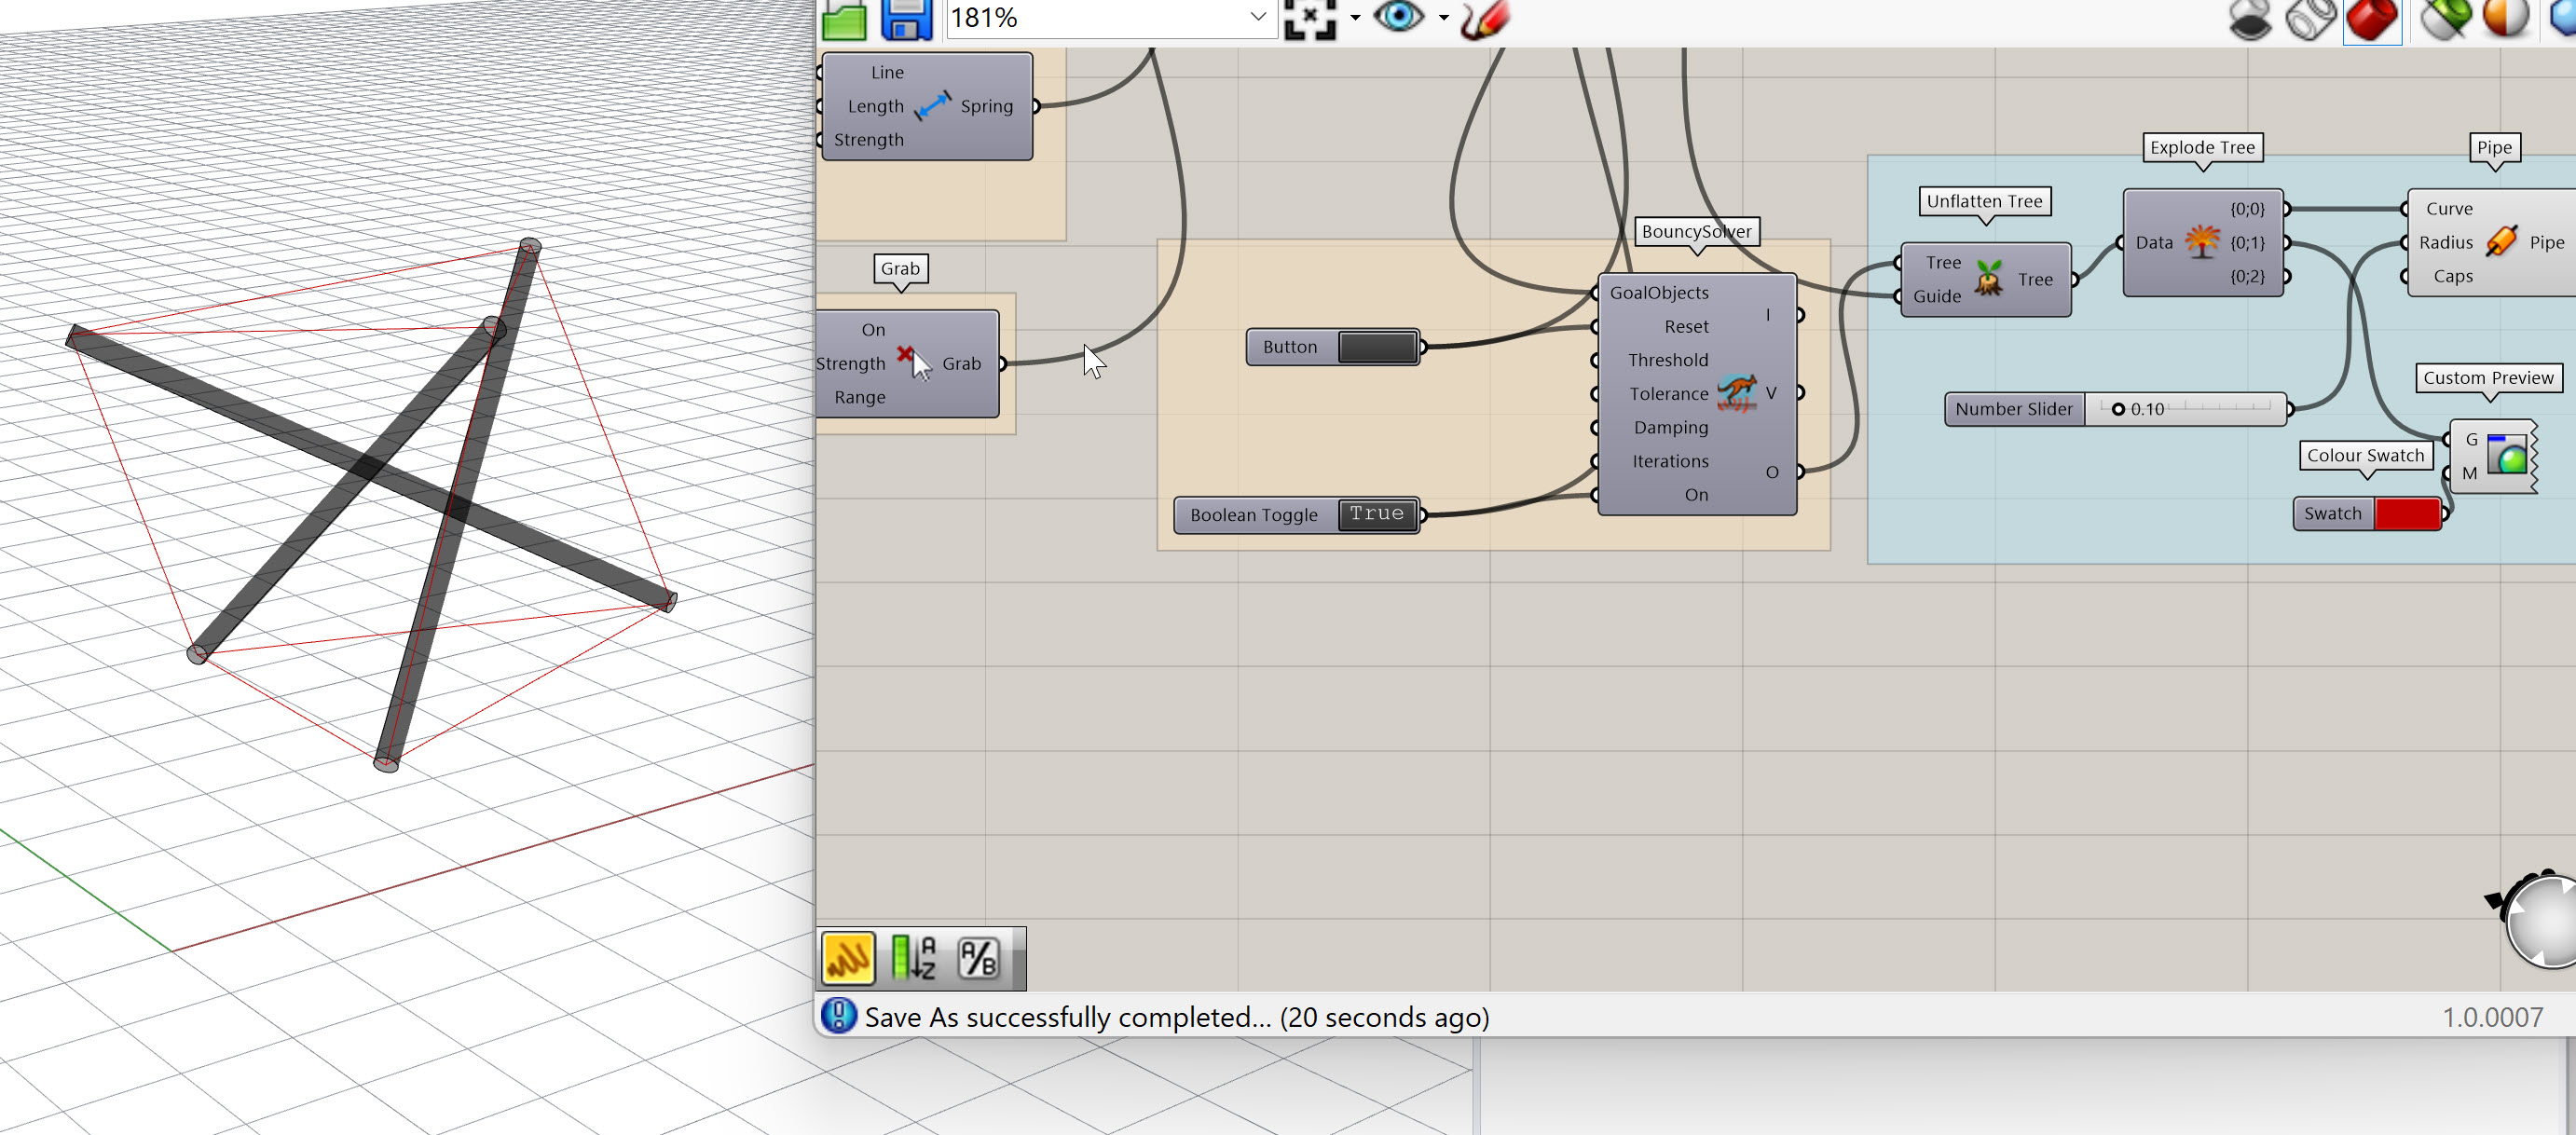 181%
Line
Length
Spring
Strength
Grab
On
Strength
Grab
Range
BouncySolver
GoalObjects
Reset
Threshold
Tolerance
Damping
Iterations
On
I
V
O
Button
Boolean Toggle
True
Unflatten Tree
Tree
Guide
Tree
Explode Tree
Data
{0;0}
{0;1}
{0;2}
Pipe
Curve
Radius
Caps
Pipe
Number Slider
0.10
Custom Preview
G
M
Colour Swatch
Swatch
A
Z
A/B
Save As successfully completed... (20 seconds ago)
1.0.0007